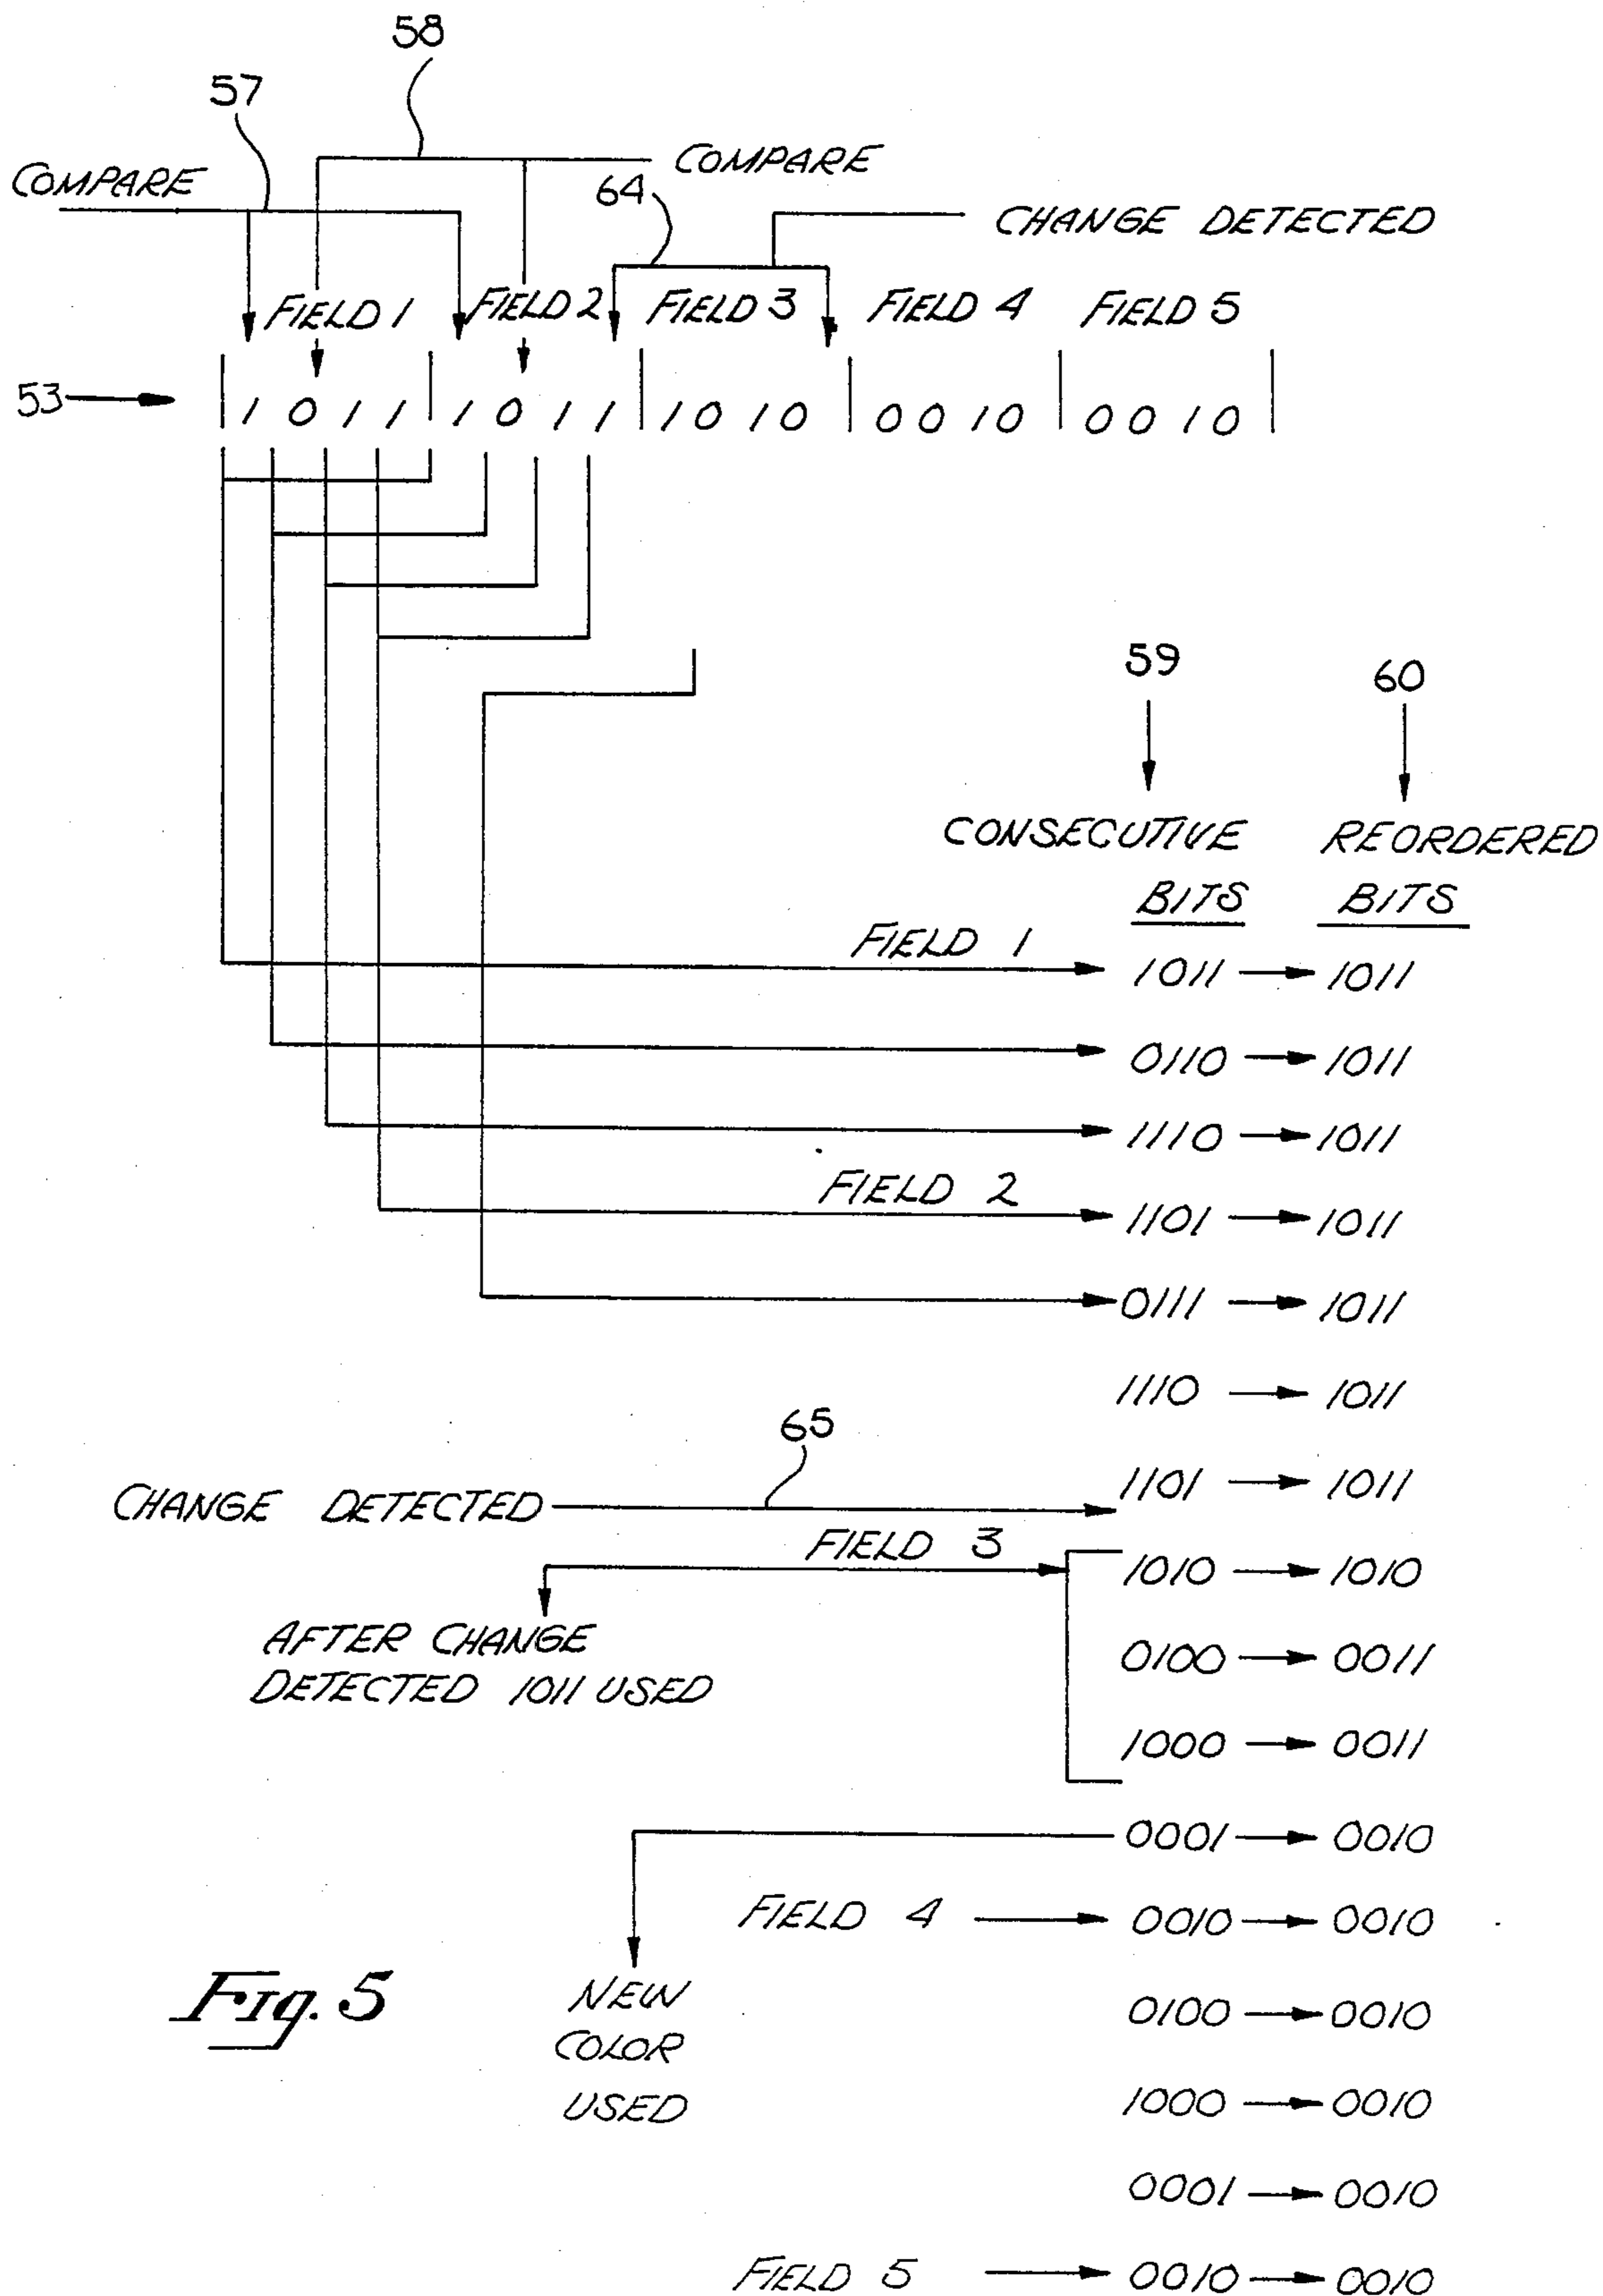 58
57
COMPARE
COMPARE
64
CHANGE DETECTED
FIELD 1 FIELD 2 FIELD 3 FIELD 4 FIELD 5
53 1 0 1 1 1 0 1 1 1 0 1 0 0 0 1 0 0 0 1 0
59 60
CONSECUTIVE REORDERED
BITS BITS
FIELD 1
1011 1011
0110 1011
1110 1011
FIELD 2
1101 1011
0111 1011
1110 1011
65
1101 1011
CHANGE DETECTED
FIELD 3
1010 1010
AFTER CHANGE
DETECTED 1011 USED
0100 0011
1000 0011
0001 0010
FIELD 4 0010 0010
NEW
COLOR
USED
0100 0010
1000 0010
0001 0010
FIELD 5 0010 0010
Fig. 5